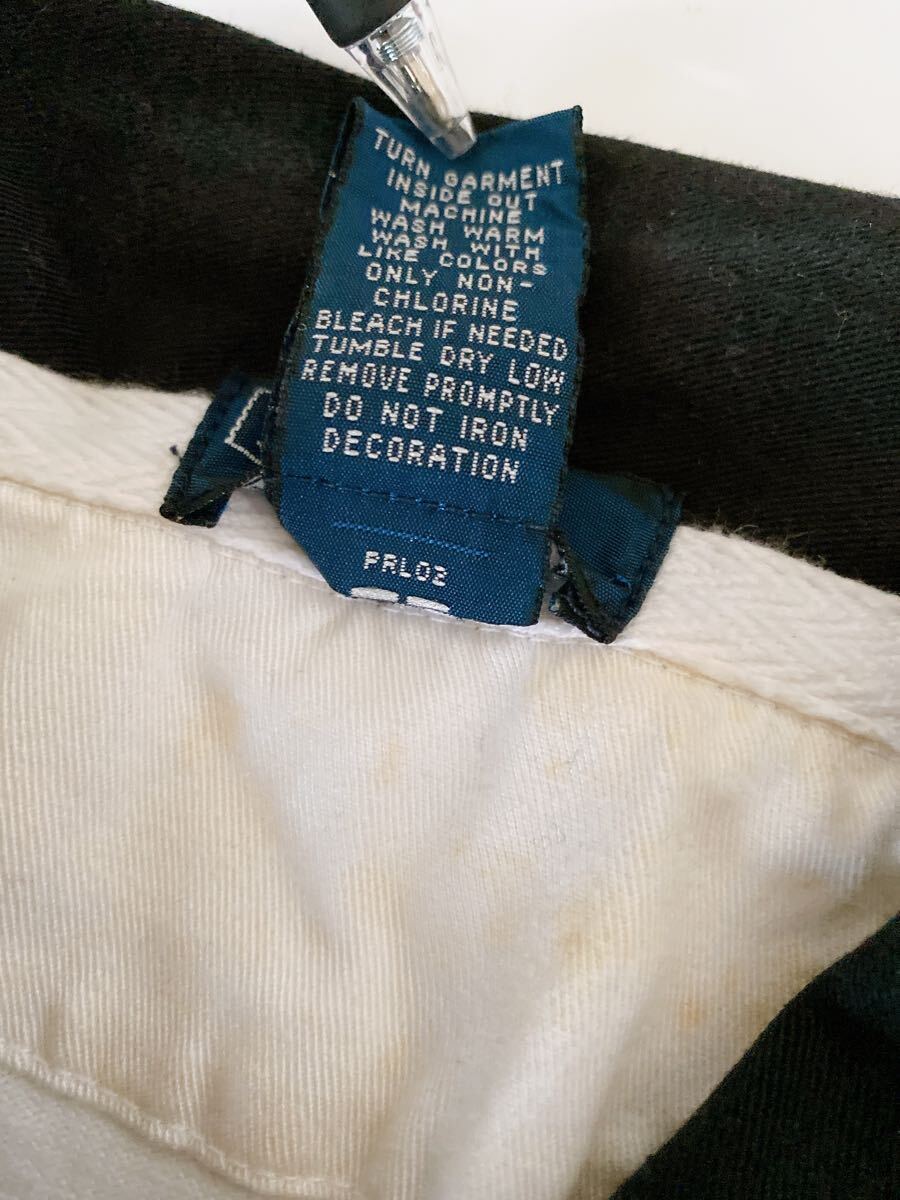 TURN GARMENT
INSIDE OUT
MACHINE
WASH WARM
WASH WITH
LIKE COLORS
ONLY NON-
CHLORINE
BLEACH IF NEEDED
TUMBLE DRY LOW
REMOVE PROMPTLY
DO NOT IRON
DECORATION
PRL02